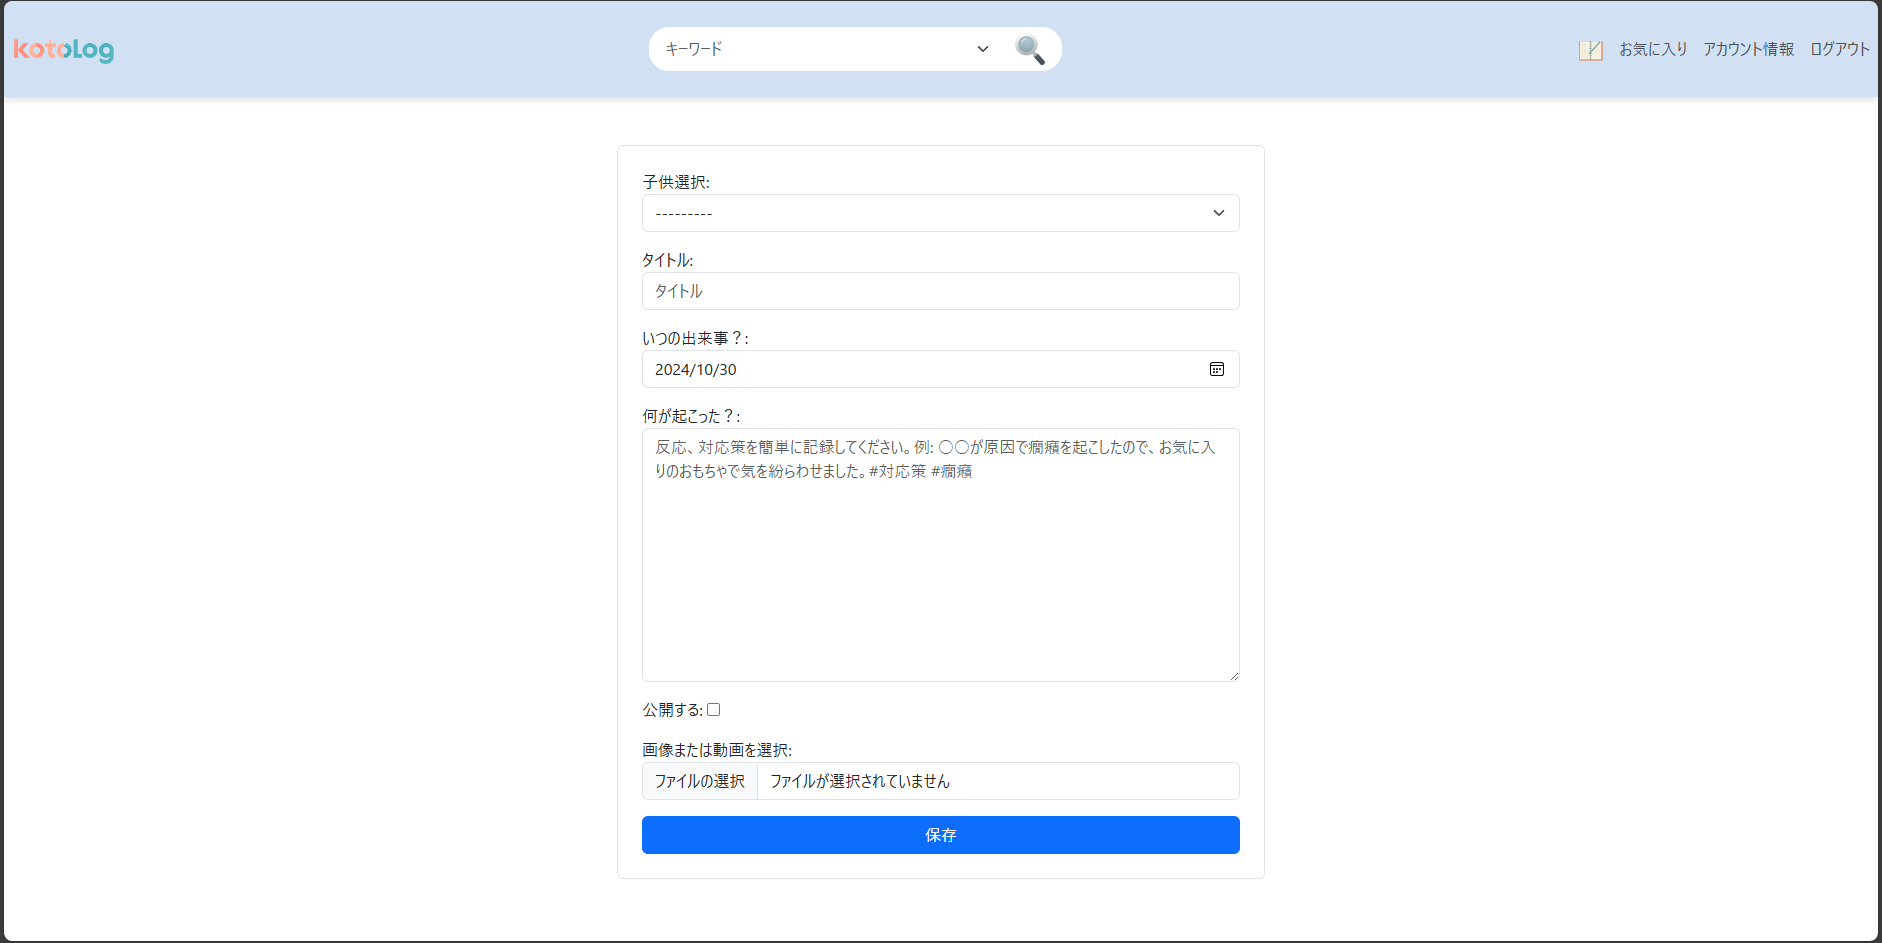 kotoLog
キーワード
お気に入り アカウント情報 ログアウト
子供選択:
---------
タイトル:
タイトル
いつの出来事？:
2024/10/30
何が起こった？:
反応、対応策を簡単に記録してください。例: 〇〇が原因で癇癪を起こしたので、お気に入
りのおもちゃで気を紛らわせました。#対応策 #癇癪
公開する:
画像または動画を選択:
ファイルの選択 ファイルが選択されていません
保存